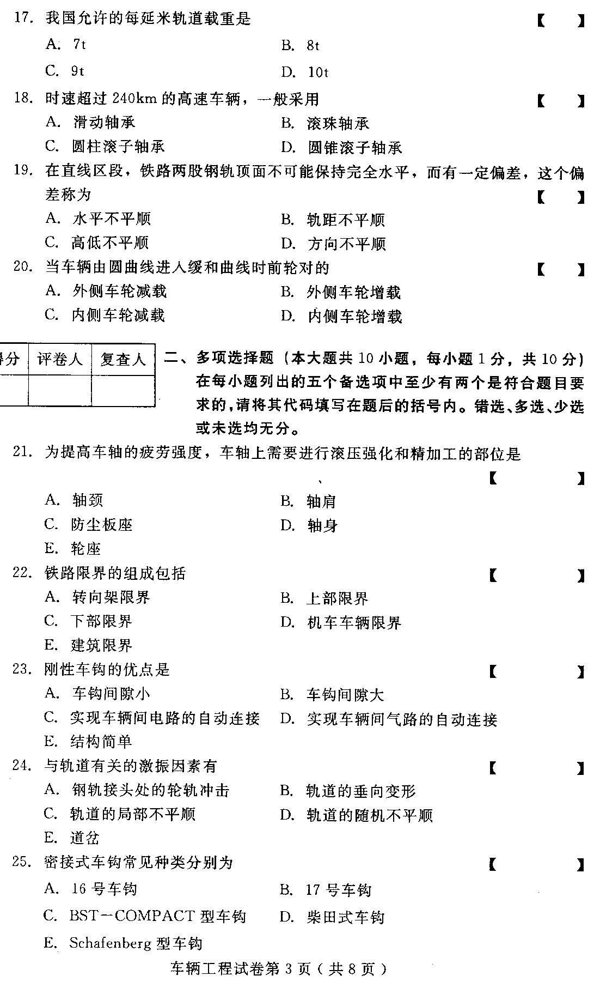 17. 我国允许的每延米轨道载重是 【 】
A. 7t B. 8t
C. 9t D. 10t
18. 时速超过 240km 的高速车辆，一般采用 【 】
A. 滑动轴承 B. 滚珠轴承
C. 圆柱滚子轴承 D. 圆锥滚子轴承
19. 在直线区段，铁路两股钢轨顶面不可能保持完全水平，而有一定偏差，这个偏
差称为 【 】
A. 水平不平顺 B. 轨距不平顺
C. 高低不平顺 D. 方向不平顺
20. 当车辆由圆曲线进入缓和曲线时前轮对的 【 】
A. 外侧车轮减载 B. 外侧车轮增载
C. 内侧车轮减载 D. 内侧车轮增载
得分 评卷人 复查人
二、多项选择题（本大题共 10 小题，每小题 1 分，共 10 分）
在每小题列出的五个备选项中至少有两个是符合题目要
求的，请将其代码填写在题后的括号内。错选、多选、少选
或未选均无分。
21. 为提高车轴的疲劳强度，车轴上需要进行滚压强化和精加工的部位是
【 】
A. 轴颈 B. 轴肩
C. 防尘板座 D. 轴身
E. 轮座
22. 铁路限界的组成包括 【 】
A. 转向架限界 B. 上部限界
C. 下部限界 D. 机车车辆限界
E. 建筑限界
23. 刚性车钩的优点是 【 】
A. 车钩间隙小 B. 车钩间隙大
C. 实现车辆间电路的自动连接 D. 实现车辆间气路的自动连接
E. 结构简单
24. 与轨道有关的激振因素有 【 】
A. 钢轨接头处的轮轨冲击 B. 轨道的垂向变形
C. 轨道的局部不平顺 D. 轨道的随机不平顺
E. 道岔
25. 密接式车钩常见种类分别为 【 】
A. 16 号车钩 B. 17 号车钩
C. BST－COMPACT 型车钩 D. 柴田式车钩
E. Schafenberg 型车钩
车辆工程试卷第 3 页（共 8 页）